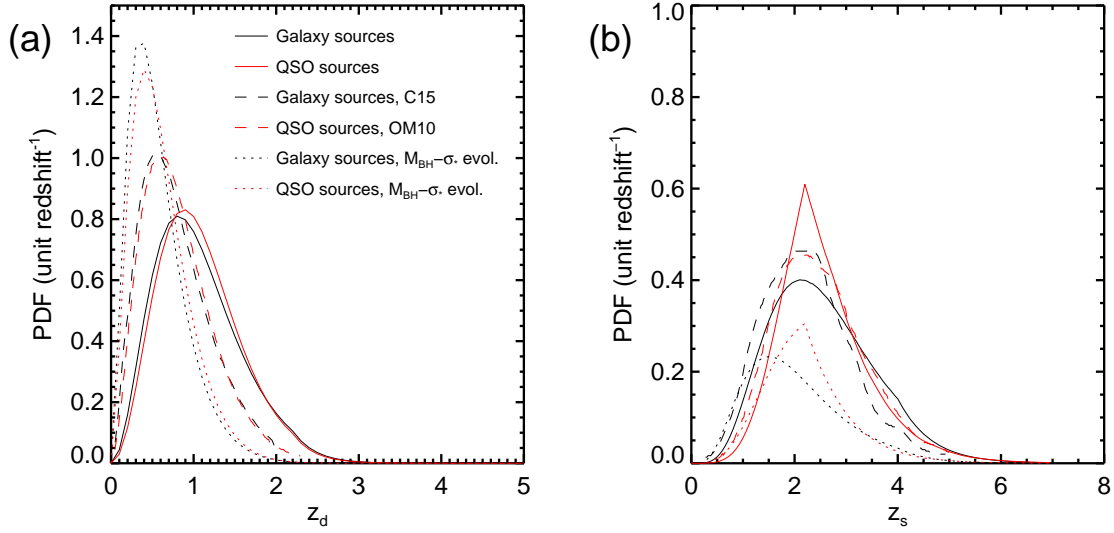 (a)
PDF (unit redshift⁻¹)
1.4
1.2
1.0
0.8
0.6
0.4
0.2
0.0
0 1 2 3 4 5
z_d
Galaxy sources
QSO sources
Galaxy sources, C15
QSO sources, OM10
Galaxy sources, M_BH−σ_* evol.
QSO sources, M_BH−σ_* evol.
(b)
PDF (unit redshift⁻¹)
1.0
0.8
0.6
0.4
0.2
0.0
0 2 4 6 8
z_s